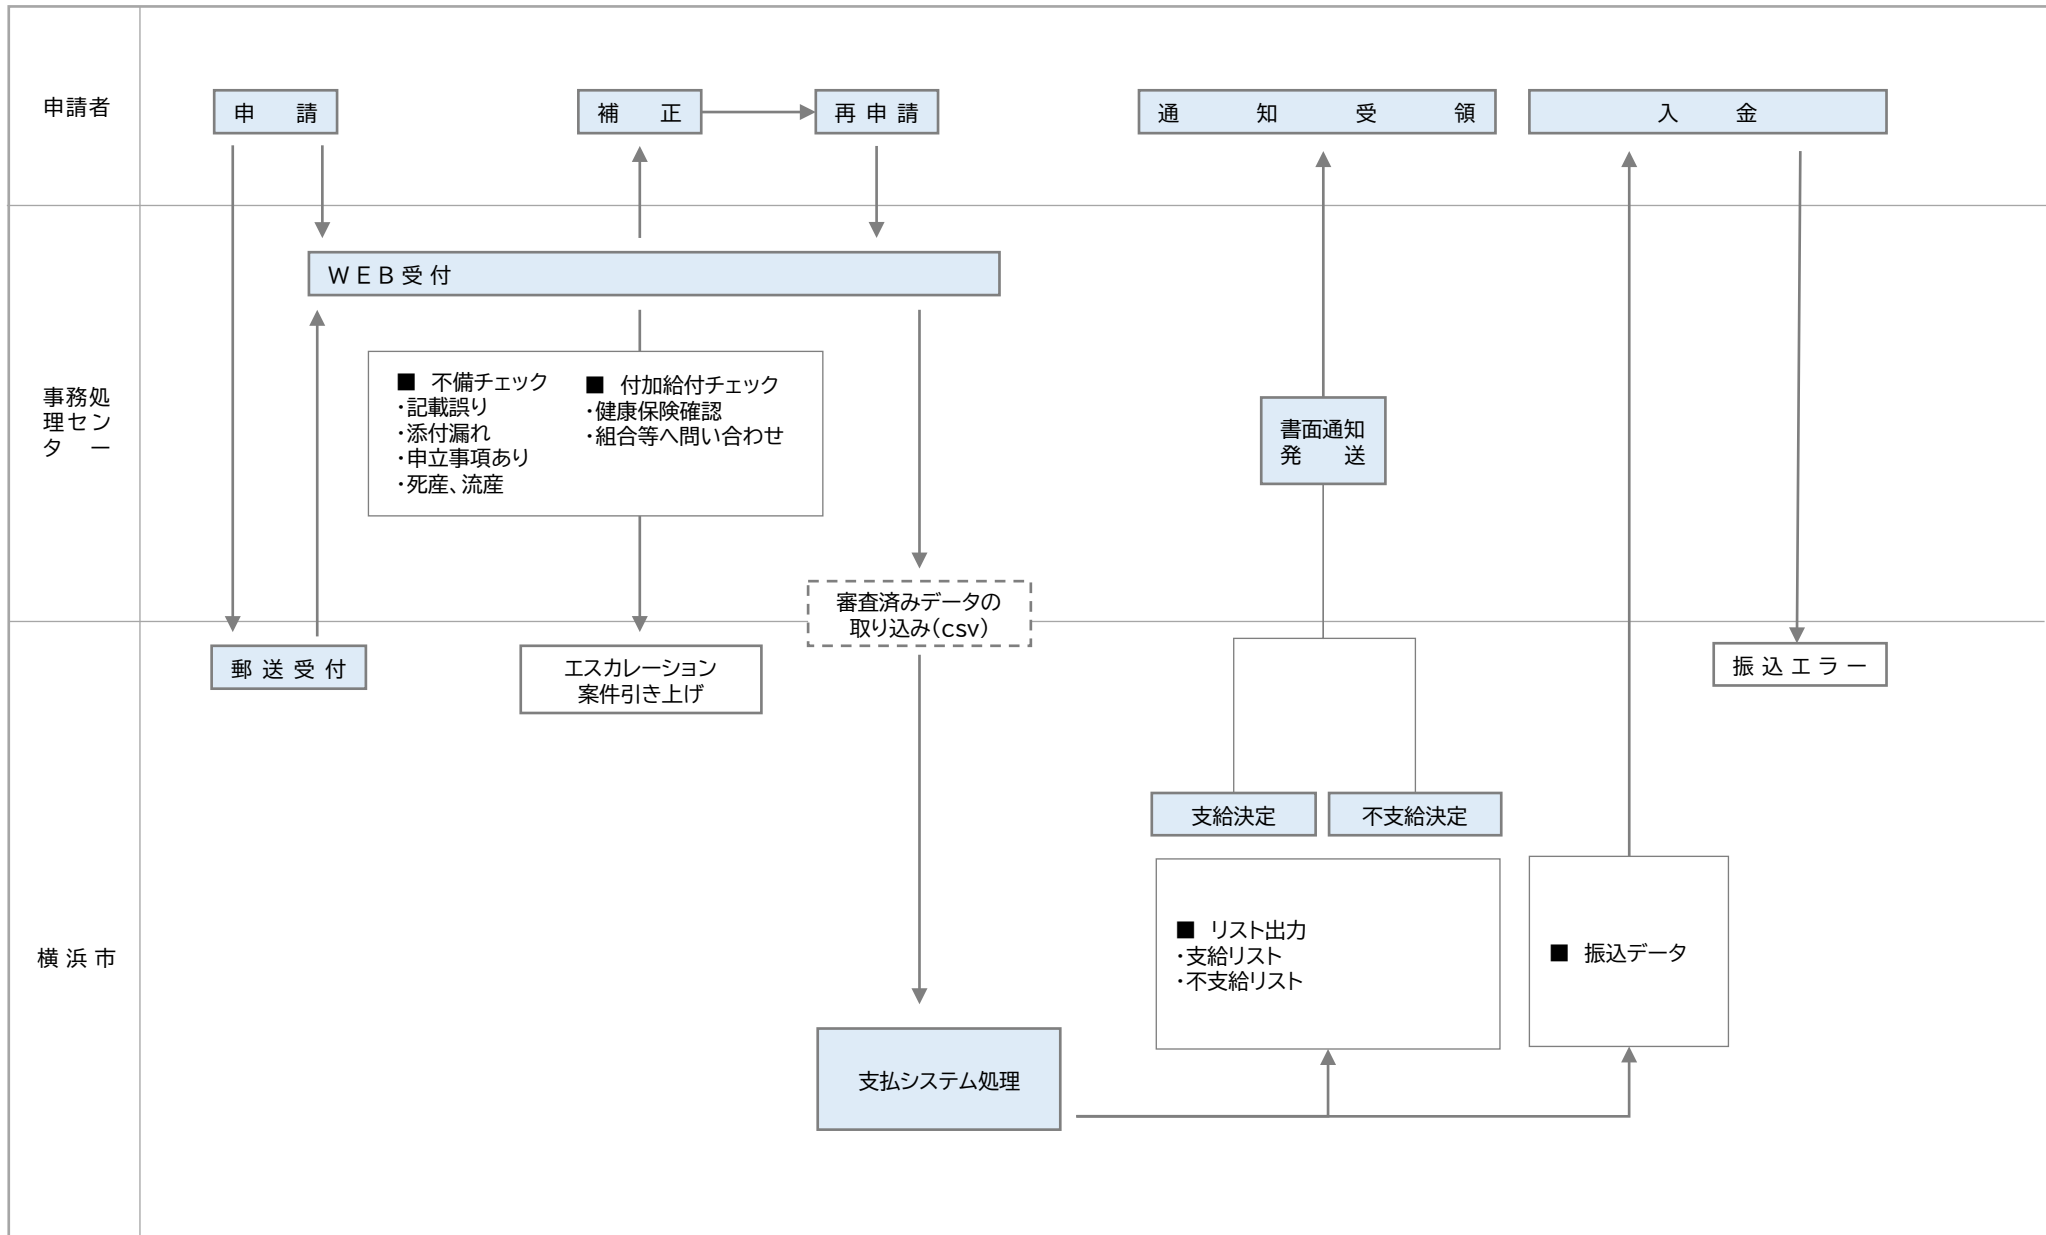 申請者
申　請
補　正
再申請
通　知　受　領
入　金
事務処
理セン
ター
WEB受付
■　不備チェック
・記載誤り
・添付漏れ
・申立事項あり
・死産、流産
■　付加給付チェック
・健康保険確認
・組合等へ問い合わせ
書面通知
発　送
審査済みデータの
取り込み(csv)
横浜市
郵送受付
エスカレーション
案件引き上げ
振込エラー
支給決定
不支給決定
■　リスト出力
・支給リスト
・不支給リスト
■　振込データ
支払システム処理